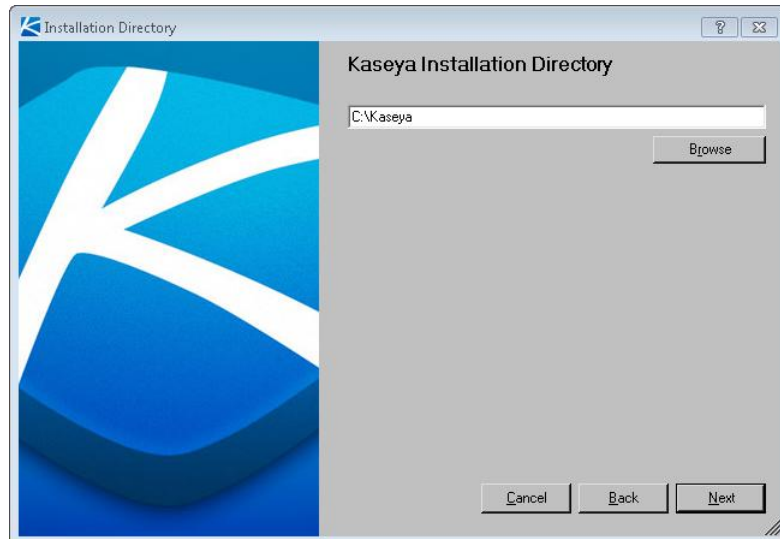 Installation Directory
Kaseya Installation Directory
C:\Kaseya
Browse
Cancel Back Next